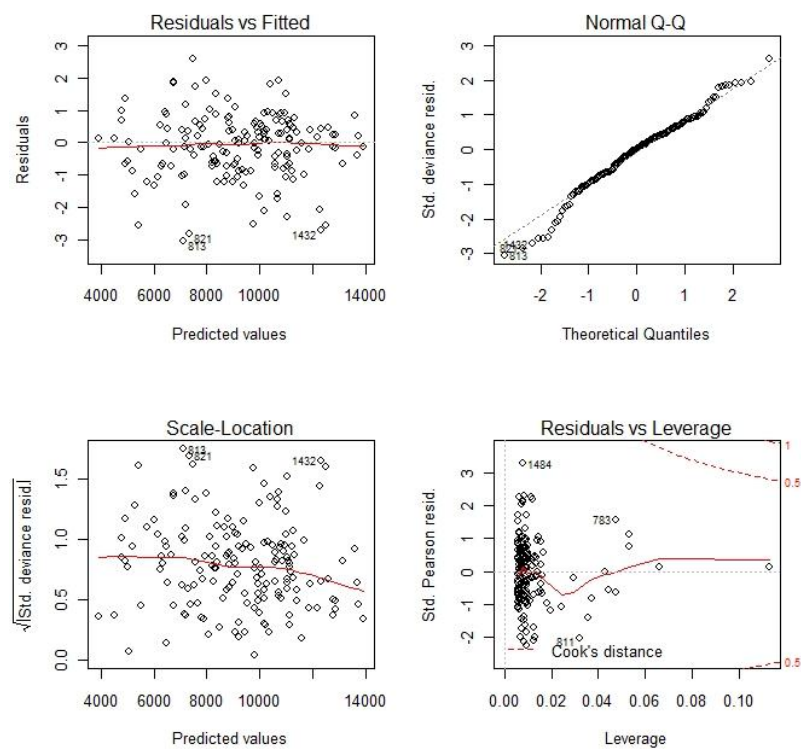 Residuals vs Fitted
Residuals
3
2
1
0
-1
-2
-3
821
813
1432
4000 6000 8000 10000 14000
Predicted values
Normal Q-Q
Std. deviance resid.
3
2
1
0
-1
-2
-3
1432
821
813
-2 -1 0 1 2
Theoretical Quantiles
Scale-Location
√|Std. deviance resid.|
1.5
1.0
0.5
0.0
813
821
1432
4000 6000 8000 10000 14000
Predicted values
Residuals vs Leverage
Std. Pearson resid.
4
3
2
1
0
-1
-2
1484
783
811
Cook's distance
1
0.5
0.5
0.00 0.02 0.04 0.06 0.08 0.10
Leverage